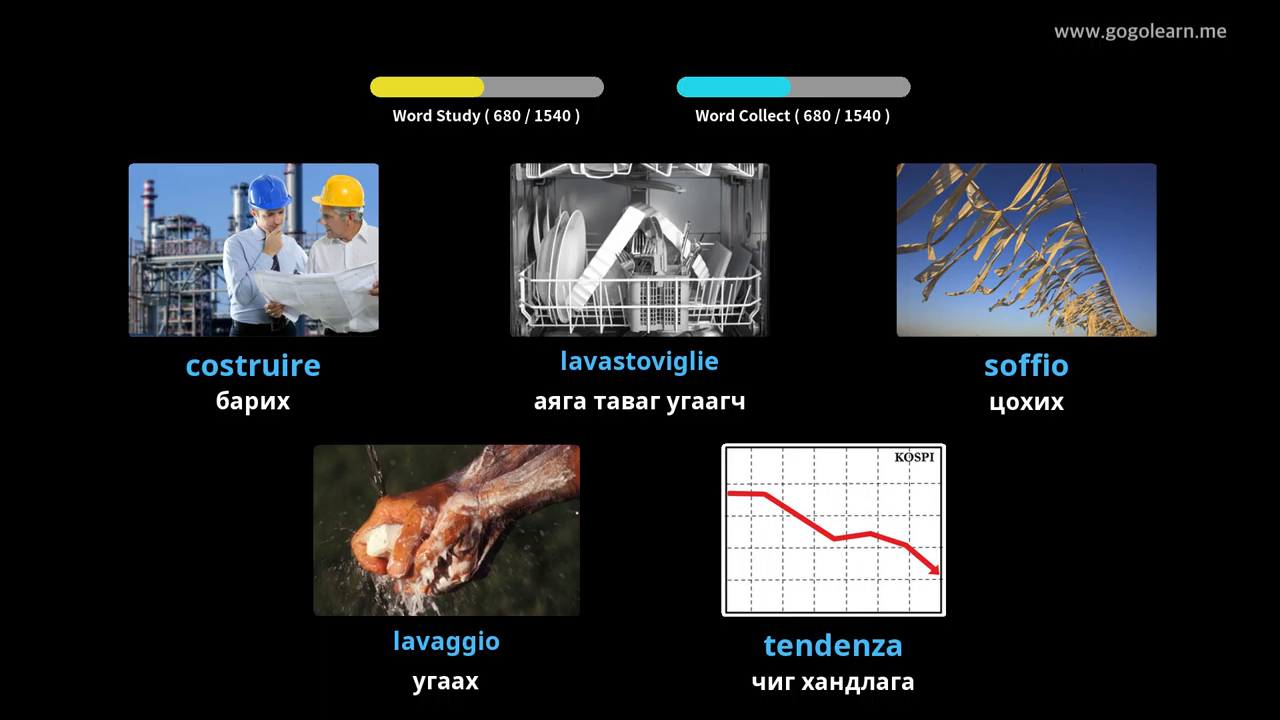 www.gogolearn.me
Word Study ( 680 / 1540 )
Word Collect ( 680 / 1540 )
costruire
барих
lavastoviglie
аяга таваг угаагч
soffio
цохих
KOSPI
lavaggio
угаах
tendenza
чиг хандлага